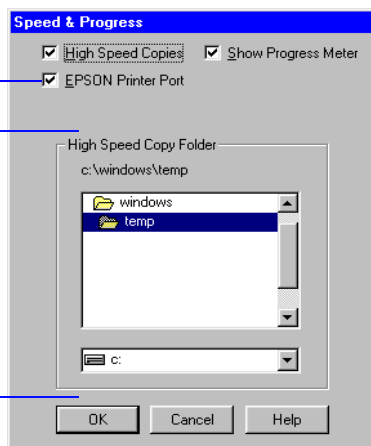 Speed & Progress
High Speed Copies Show Progress Meter
EPSON Printer Port
High Speed Copy Folder
c:\windows\temp
windows
temp
c:
OK Cancel Help